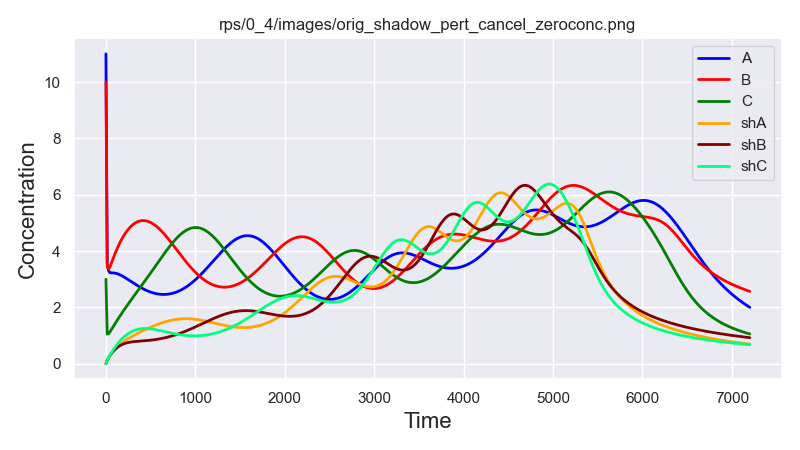 rps/0_4/images/orig_shadow_pert_cancel_zeroconc.png
Concentration
10
8
6
4
2
0
A
B
C
shA
shB
shC
0 1000 2000 3000 4000 5000 6000 7000
Time